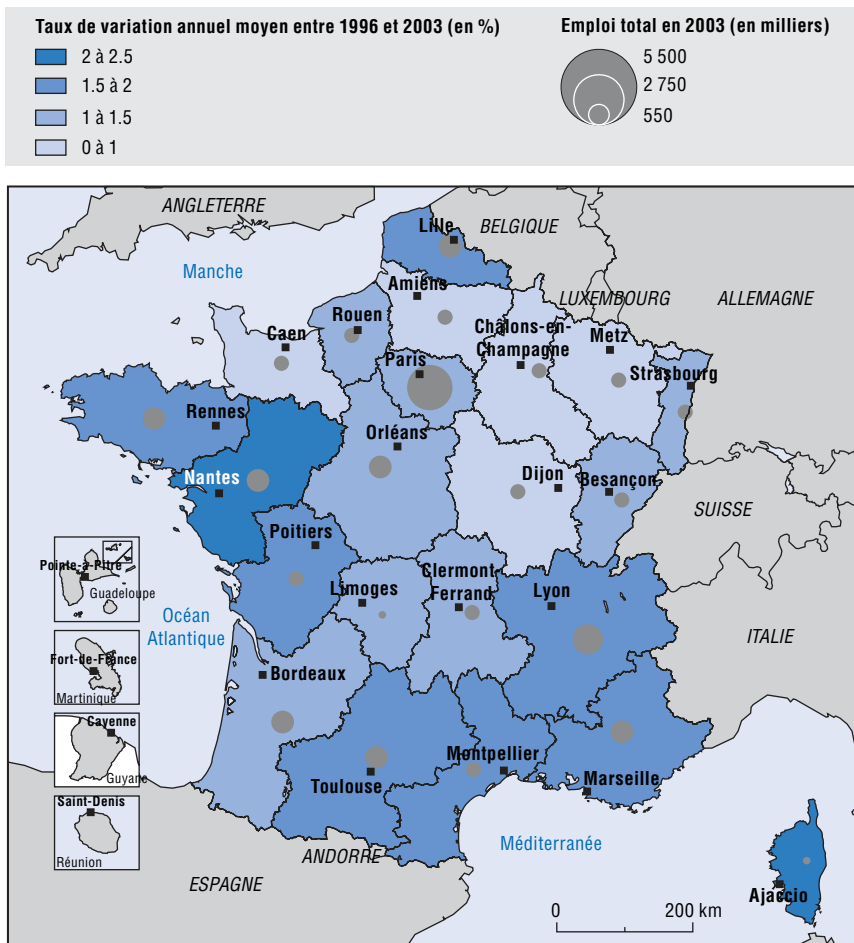 Taux de variation annuel moyen entre 1996 et 2003 (en %)
2 à 2.5
1.5 à 2
1 à 1.5
0 à 1
Emploi total en 2003 (en milliers)
5 500
2 750
550
ANGLETERRE
BELGIQUE
Lille
Manche
Amiens
LUXEMBOURG
ALLEMAGNE
Rouen
Caen
Châlons-en-
Champagne
Metz
Paris
Strasbourg
Rennes
Orléans
Nantes
Dijon
Besançon
SUISSE
Poitiers
Pointe-à-Pitre
Guadeloupe
Limoges
Clermont-
Ferrand
Lyon
Océan
Atlantique
ITALIE
Fort-de-France
Martinique
Bordeaux
Cayenne
Guyane
Montpellier
Toulouse
Marseille
Saint-Denis
Réunion
Méditerranée
ANDORRE
ESPAGNE
Ajaccio
0 200 km